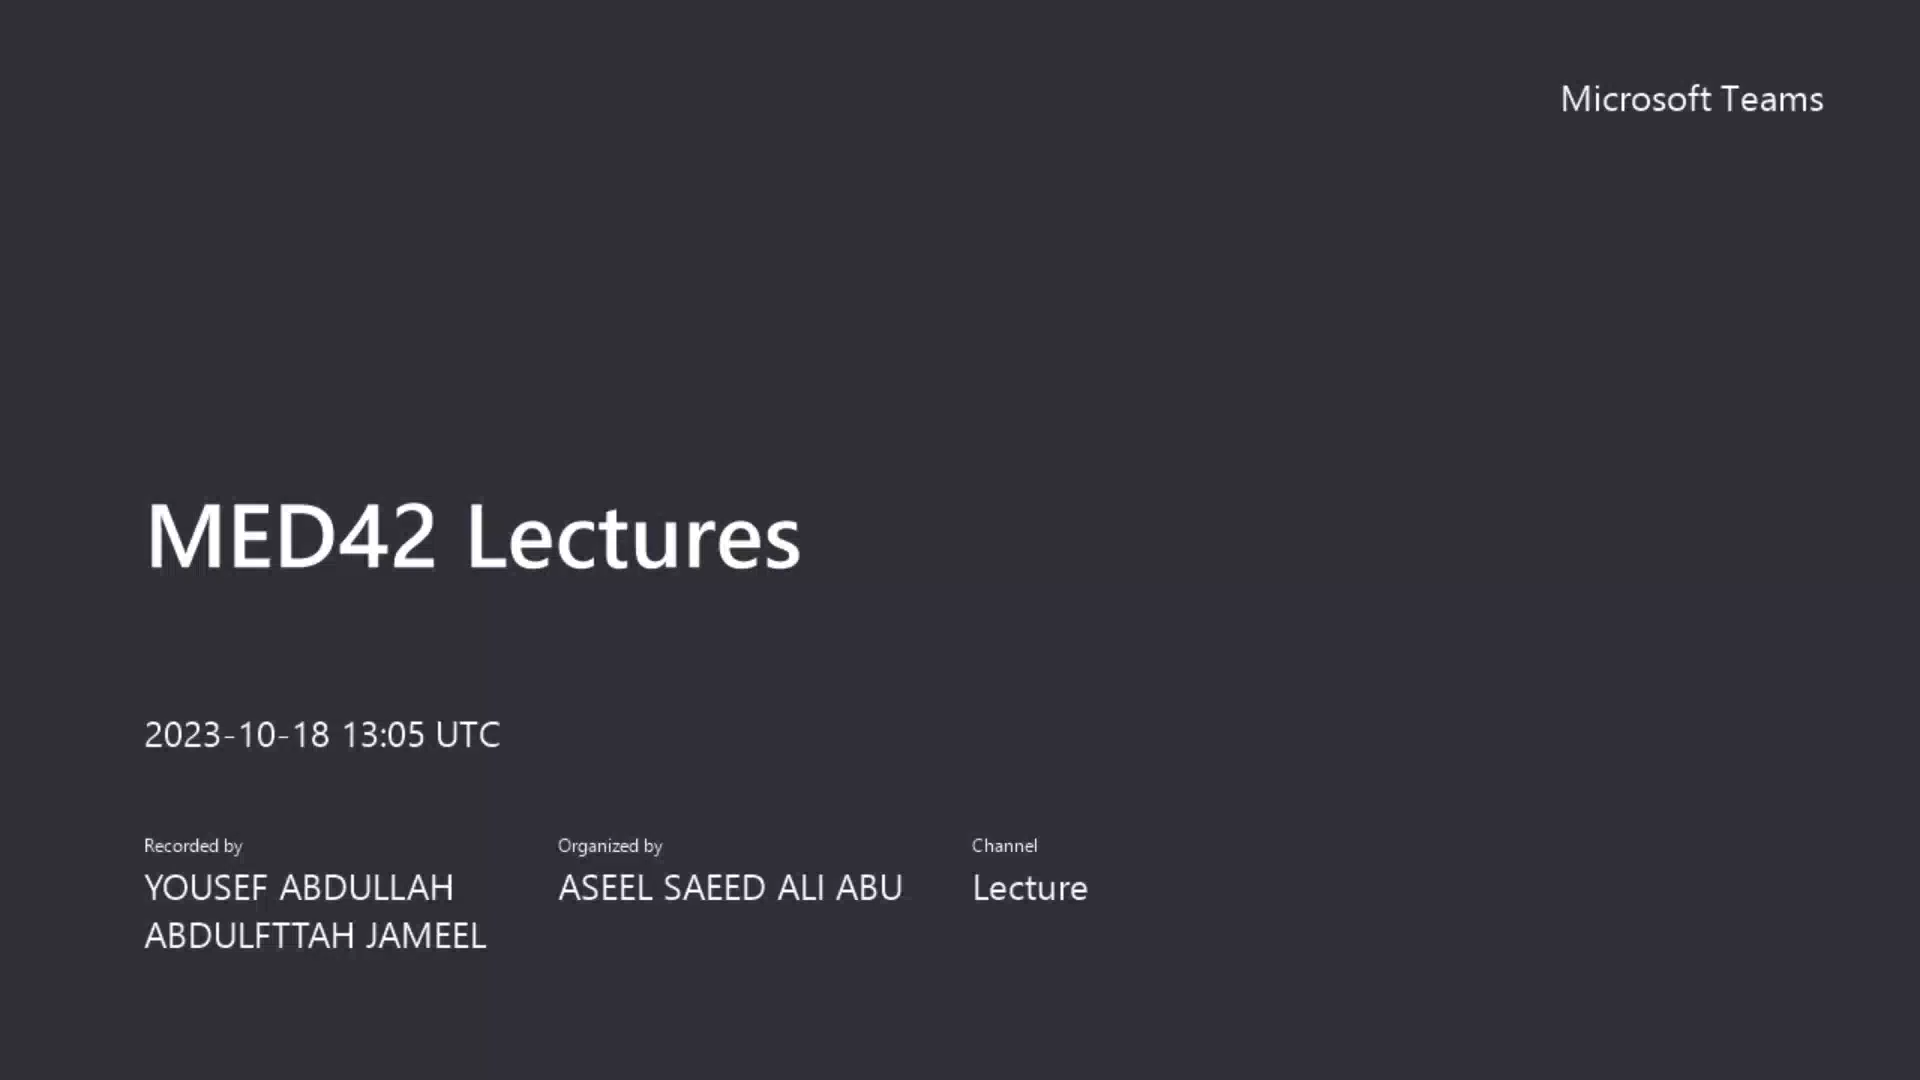 Microsoft Teams
MED42 Lectures
2023-10-18 13:05 UTC
Recorded by
YOUSEF ABDULLAH
ABDULFTTAH JAMEEL
Organized by
ASEEL SAEED ALI ABU
Channel
Lecture